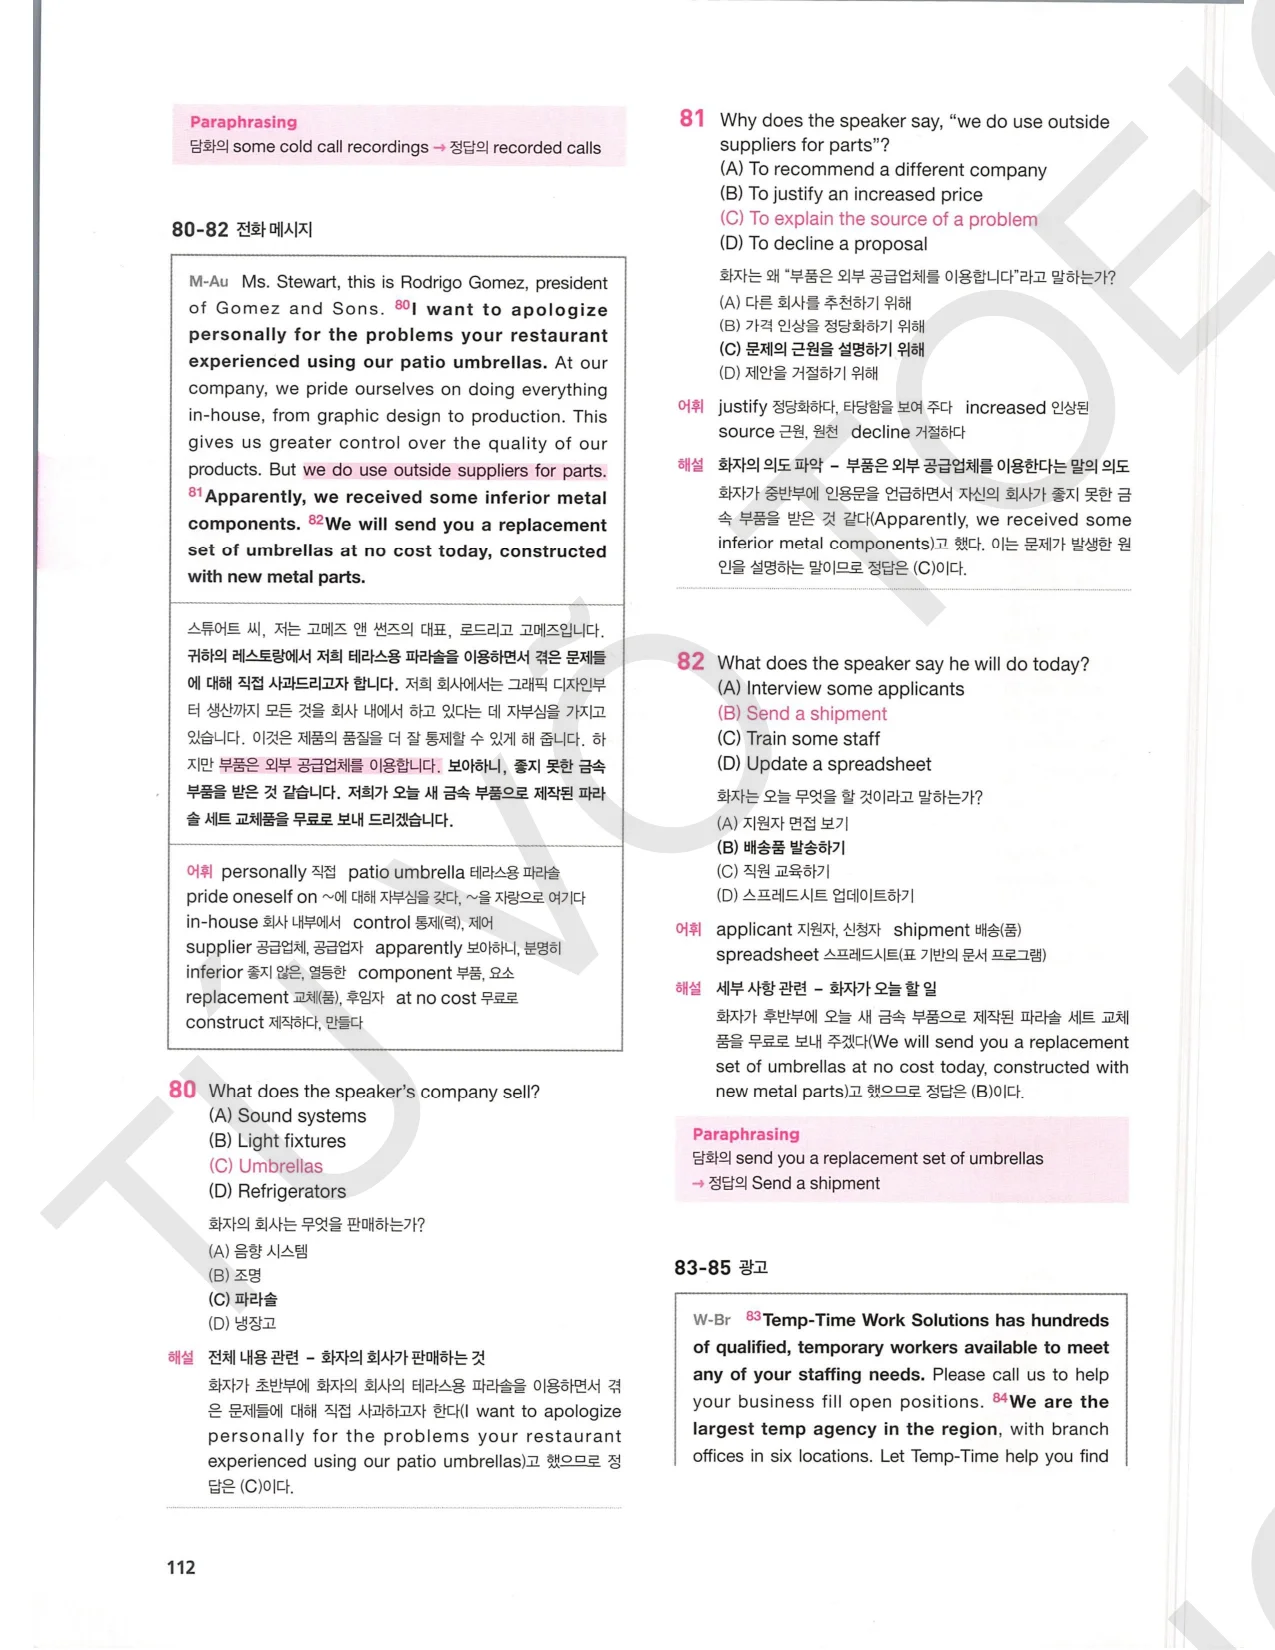 Paraphrasing
담화의 some cold call recordings → 정답의 recorded calls
80-82 전화 메시지
M-Au Ms. Stewart, this is Rodrigo Gomez, president
of Gomez and Sons. 80I want to apologize
personally for the problems your restaurant
experienced using our patio umbrellas. At our
company, we pride ourselves on doing everything
in-house, from graphic design to production. This
gives us greater control over the quality of our
products. But we do use outside suppliers for parts.
81Apparently, we received some inferior metal
components. 82We will send you a replacement
set of umbrellas at no cost today, constructed
with new metal parts.
스튜어트 씨, 저는 고메즈 앤 썬즈의 대표, 로드리고 고메즈입니다.
귀하의 레스토랑에서 저희 테라스용 파라솔을 이용하면서 겪은 문제들
에 대해 직접 사과드리고자 합니다. 저희 회사에서는 그래픽 디자인부
터 생산까지 모든 것을 회사 내에서 하고 있다는 데 자부심을 가지고
있습니다. 이것은 제품의 품질을 더 잘 통제할 수 있게 해 줍니다. 하
지만 부품은 외부 공급업체를 이용합니다. 보아하니, 좋지 못한 금속
부품을 받은 것 같습니다. 저희가 오늘 새 금속 부품으로 제작된 파라
솔 세트 교체품을 무료로 보내 드리겠습니다.
어휘 personally 직접 patio umbrella 테라스용 파라솔
pride oneself on ~에 대해 자부심을 갖다, ~을 자랑으로 여기다
in-house 회사 내부에서 control 통제(력), 제어
supplier 공급업체, 공급업자 apparently 보아하니, 분명히
inferior 좋지 않은, 열등한 component 부품, 요소
replacement 교체(품), 후임자 at no cost 무료로
construct 제작하다, 만들다
80 What does the speaker's company sell?
(A) Sound systems
(B) Light fixtures
(C) Umbrellas
(D) Refrigerators
화자의 회사는 무엇을 판매하는가?
(A) 음향 시스템
(B) 조명
(C) 파라솔
(D) 냉장고
해설 전체 내용 관련 – 화자의 회사가 판매하는 것
화자가 초반부에 화자의 회사의 테라스용 파라솔을 이용하면서 겪
은 문제들에 대해 직접 사과하고자 한다(I want to apologize
personally for the problems your restaurant
experienced using our patio umbrellas)고 했으므로 정
답은 (C)이다.
112
81 Why does the speaker say, “we do use outside
suppliers for parts”?
(A) To recommend a different company
(B) To justify an increased price
(C) To explain the source of a problem
(D) To decline a proposal
화자는 왜 “부품은 외부 공급업체를 이용합니다”라고 말하는가?
(A) 다른 회사를 추천하기 위해
(B) 가격 인상을 정당화하기 위해
(C) 문제의 근원을 설명하기 위해
(D) 제안을 거절하기 위해
어휘 justify 정당화하다, 타당함을 보여 주다 increased 인상된
source 근원, 원천 decline 거절하다
해설 화자의 의도 파악 – 부품은 외부 공급업체를 이용한다는 말의 의도
화자가 중반부에 인용문을 언급하면서 자신의 회사가 좋지 못한 금
속 부품을 받은 것 같다(Apparently, we received some
inferior metal components)고 했다. 이는 문제가 발생한 원
인을 설명하는 말이므로 정답은 (C)이다.
82 What does the speaker say he will do today?
(A) Interview some applicants
(B) Send a shipment
(C) Train some staff
(D) Update a spreadsheet
화자는 오늘 무엇을 할 것이라고 말하는가?
(A) 지원자 면접 보기
(B) 배송품 발송하기
(C) 직원 교육하기
(D) 스프레드시트 업데이트하기
어휘 applicant 지원자, 신청자 shipment 배송(품)
spreadsheet 스프레드시트(표 기반의 문서 프로그램)
해설 세부 사항 관련 – 화자가 오늘 할 일
화자가 후반부에 오늘 새 금속 부품으로 제작된 파라솔 세트 교체
품을 무료로 보내 주겠다(We will send you a replacement
set of umbrellas at no cost today, constructed with
new metal parts)고 했으므로 정답은 (B)이다.
Paraphrasing
담화의 send you a replacement set of umbrellas
→ 정답의 Send a shipment
83-85 광고
W-Br 83Temp-Time Work Solutions has hundreds
of qualified, temporary workers available to meet
any of your staffing needs. Please call us to help
your business fill open positions. 84We are the
largest temp agency in the region, with branch
offices in six locations. Let Temp-Time help you find
TÚ VÕ TOEIC